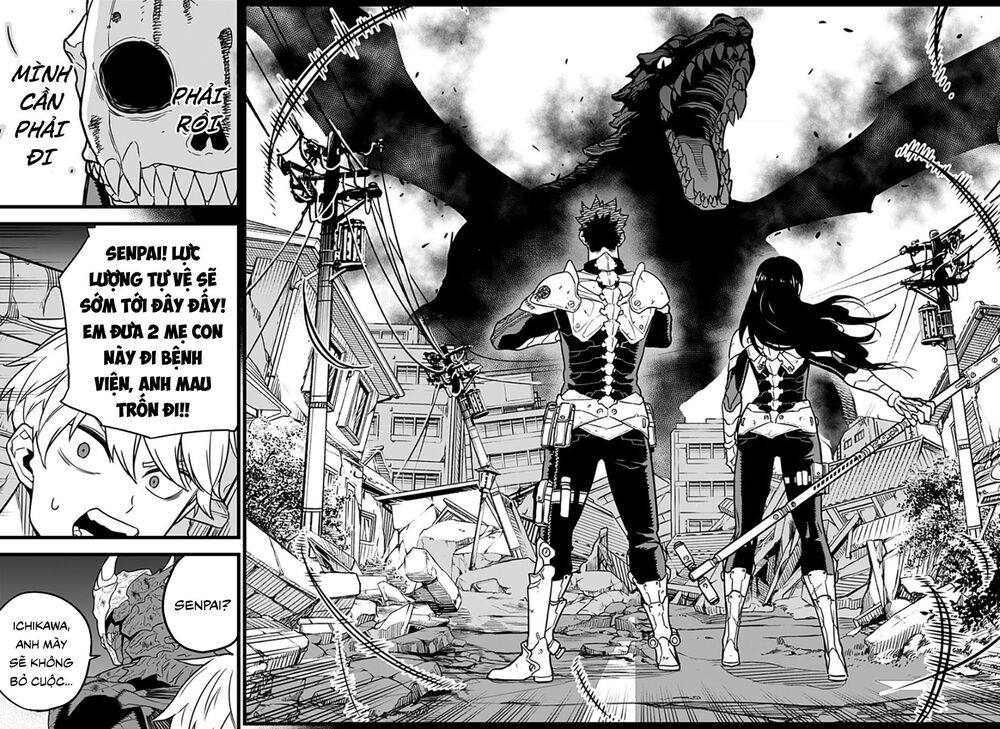 PHẢI
RỒI
MÌNH
CẦN
PHẢI
ĐI
SENPAI! LỰC
LƯỢNG TỰ VỆ SẼ
SỚM TỚI ĐÂY ĐẤY!
EM ĐƯA 2 MẸ CON
NÀY ĐI BỆNH
VIỆN, ANH MAU
TRỐN ĐI!!
SENPAI?
ICHIKAWA,
ANH MÀY
SẼ KHÔNG
BỎ CUỘC...